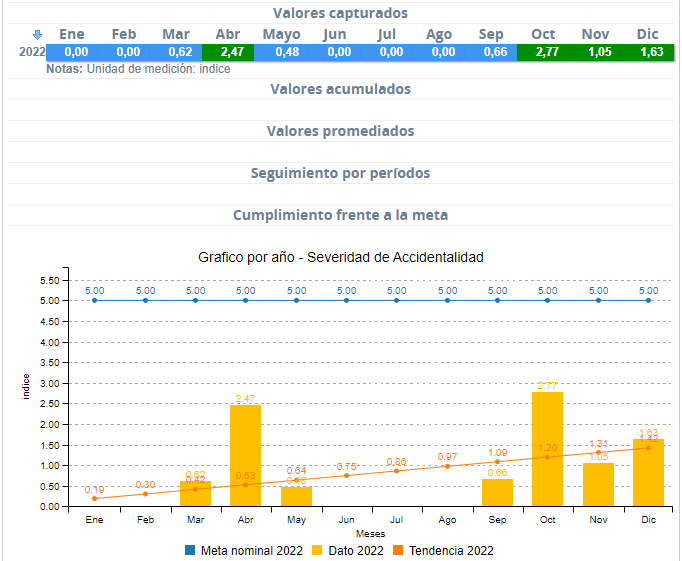 Valores capturados
Ene Feb Mar Abr Mayo Jun Jul Ago Sep Oct Nov Dic
2022 0,00 0,00 0,62 2,47 0,48 0,00 0,00 0,00 0,66 2,77 1,05 1,63
Notas: Unidad de medición: indice
Valores acumulados
Valores promediados
Seguimiento por períodos
Cumplimiento frente a la meta
Grafico por año - Severidad de Accidentalidad
5.50
5.00 5.00 5.00 5.00 5.00 5.00 5.00 5.00 5.00 5.00 5.00 5.00
5.00
4.50
4.00
3.50
3.00
2.77
2.50
2.47
2.00
1.50
1.63
1.42
1.31
1.20
1.09
1.05
1.00
0.97
0.86
0.75
0.64
0.66
0.62
0.53
0.50
0.48
0.42
0.30
0.19
0.00
indice
Ene Feb Mar Abr May Jun Jul Ago Sep Oct Nov Dic
Meses
Meta nominal 2022 Dato 2022 Tendencia 2022